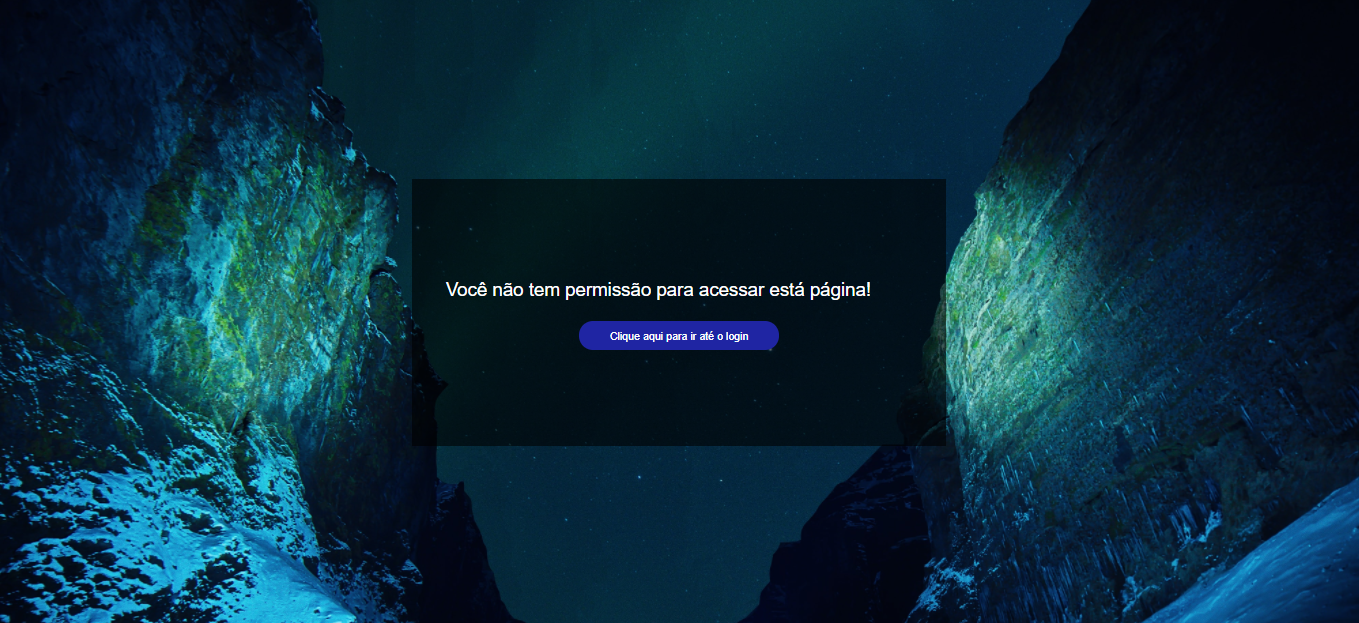 Você não tem permissão para acessar está página!
Clique aqui para ir até o login